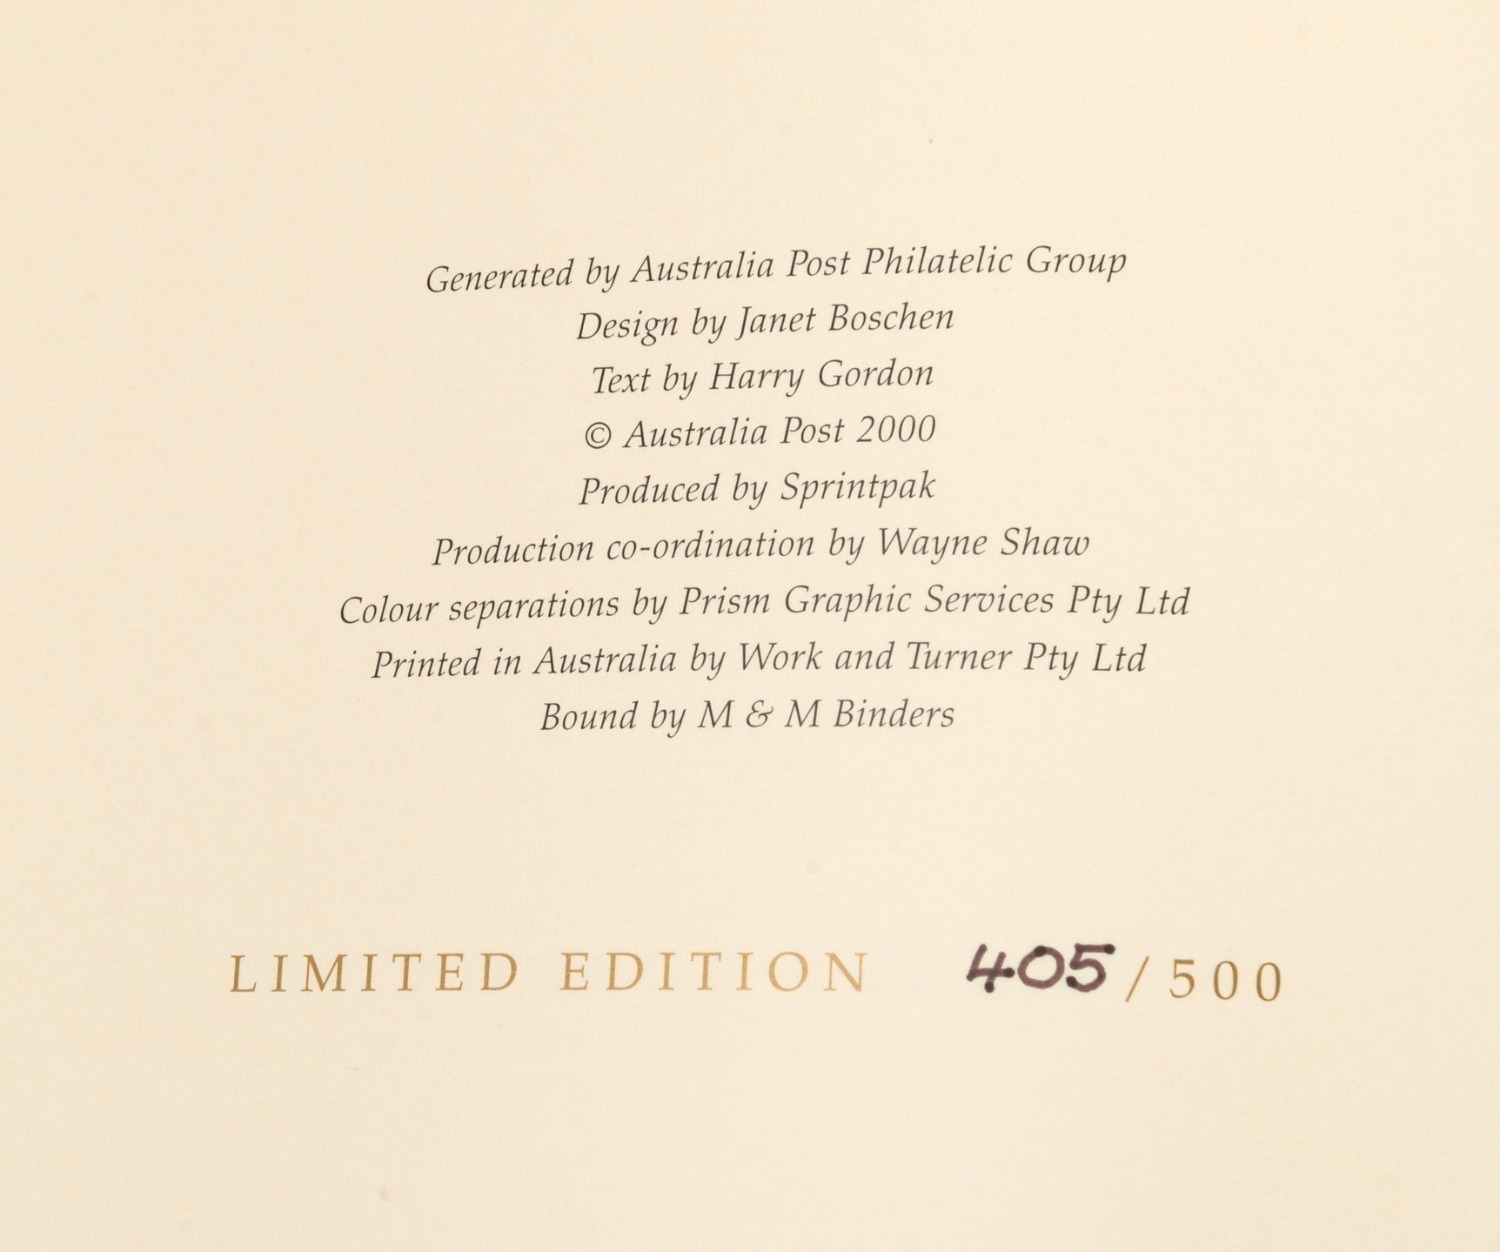 Generated by Australia Post Philatelic Group
Design by Janet Boschen
Text by Harry Gordon
© Australia Post 2000
Produced by Sprintpak
Production co-ordination by Wayne Shaw
Colour separations by Prism Graphic Services Pty Ltd
Printed in Australia by Work and Turner Pty Ltd
Bound by M & M Binders
LIMITED EDITION 405/500